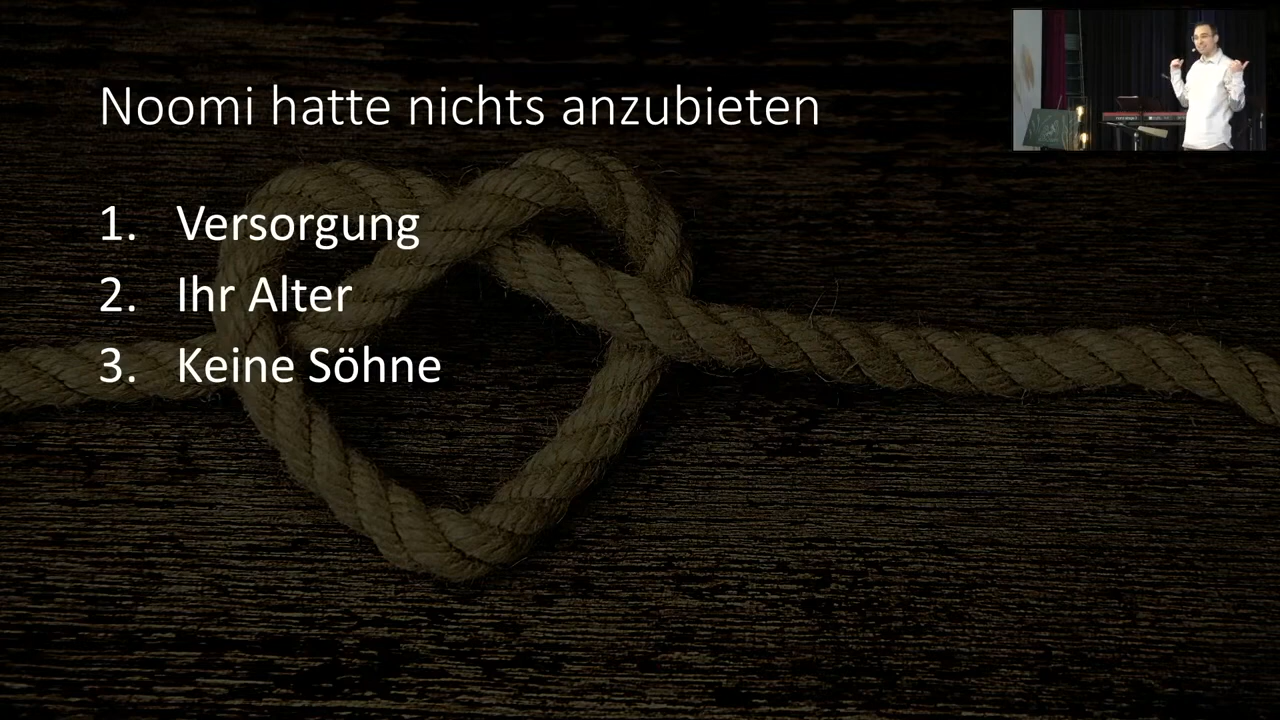 Noomi hatte nichts anzubieten
1. Versorgung
2. Ihr Alter
3. Keine Söhne